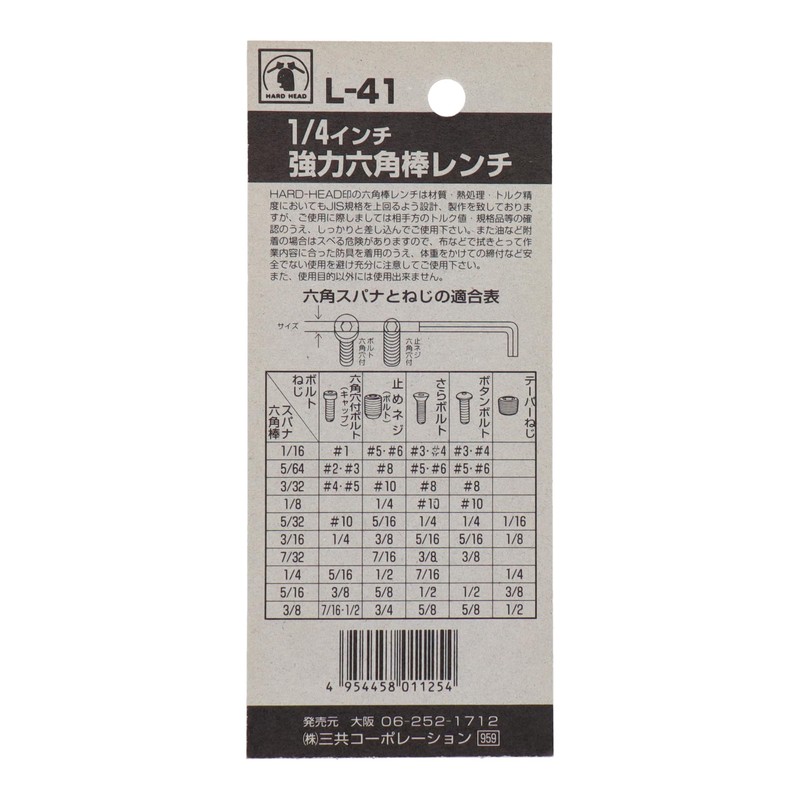 HARD HEAD
L-41
1/4インチ
強力六角棒レンチ
HARD-HEAD印の六角棒レンチは材質・熱処理・トルク精
度においてもJIS規格を上回るよう設計、製作を致しておりま
すが、ご使用に際しましては相手方のトルク値・規格品等の確
認のうえ、しっかりと差し込んでご使用下さい。また油など附
着の場合はスベる危険がありますので、布などで拭きとって作
業内容に合った防具を着用のうえ、体重をかけての締付など安
全でない使用を避け充分に注意してご使用下さい。
また、使用目的以外には使用出来ません。
六角スパナとねじの適合表
サイズ
六角穴付ボルト
六角穴付止ネジ
ボルトねじ 六角棒スパナ 六角穴付ボルト(キャップ) 止めネジ(ボルト) さらボルト ボタンボルト テーパーねじ
1/16 #1 #5・#6 #3・#4 #3・#4
5/64 #2・#3 #8 #5・#6 #5・#6
3/32 #4・#5 #10 #8 #8
1/8 1/4 #10 #10
5/32 #10 5/16 1/4 1/4 1/16
3/16 1/4 3/8 5/16 5/16 1/8
7/32 7/16 3/8 3/8
1/4 5/16 1/2 7/16 1/4
5/16 3/8 5/8 1/2 1/2 3/8
3/8 7/16・1/2 3/4 5/8 5/8 1/2
4 954458 011254
発売元 大阪 06-252-1712
(株)三共コーポレーション 959